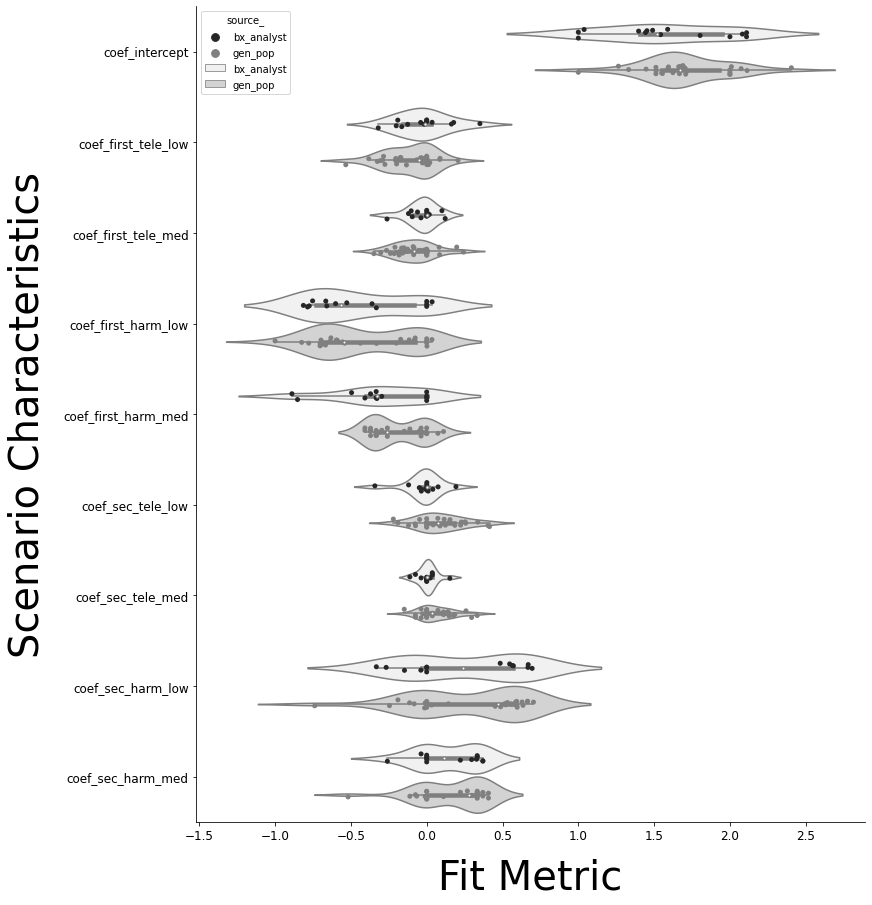 source_
bx_analyst
gen_pop
bx_analyst
gen_pop
coef_intercept
coef_first_tele_low
coef_first_tele_med
coef_first_harm_low
coef_first_harm_med
coef_sec_tele_low
coef_sec_tele_med
coef_sec_harm_low
coef_sec_harm_med
Scenario Characteristics
−1.5 −1.0 −0.5 0.0 0.5 1.0 1.5 2.0 2.5
Fit Metric